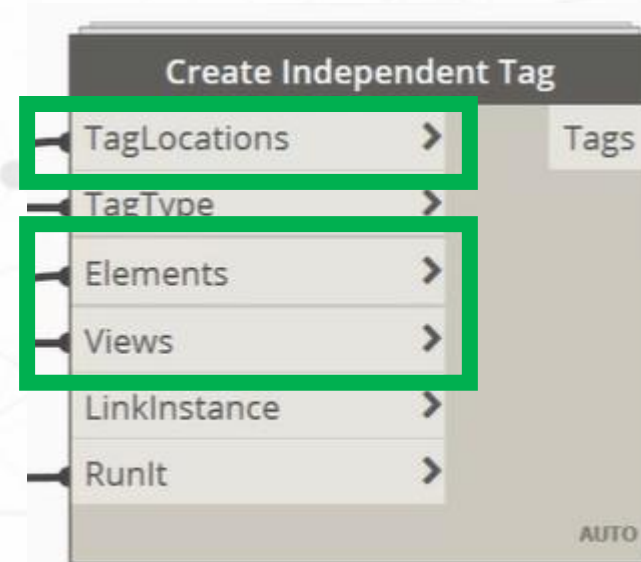 Create Independent Tag
TagLocations
Tags
TagType
Elements
Views
LinkInstance
RunIt
AUTO